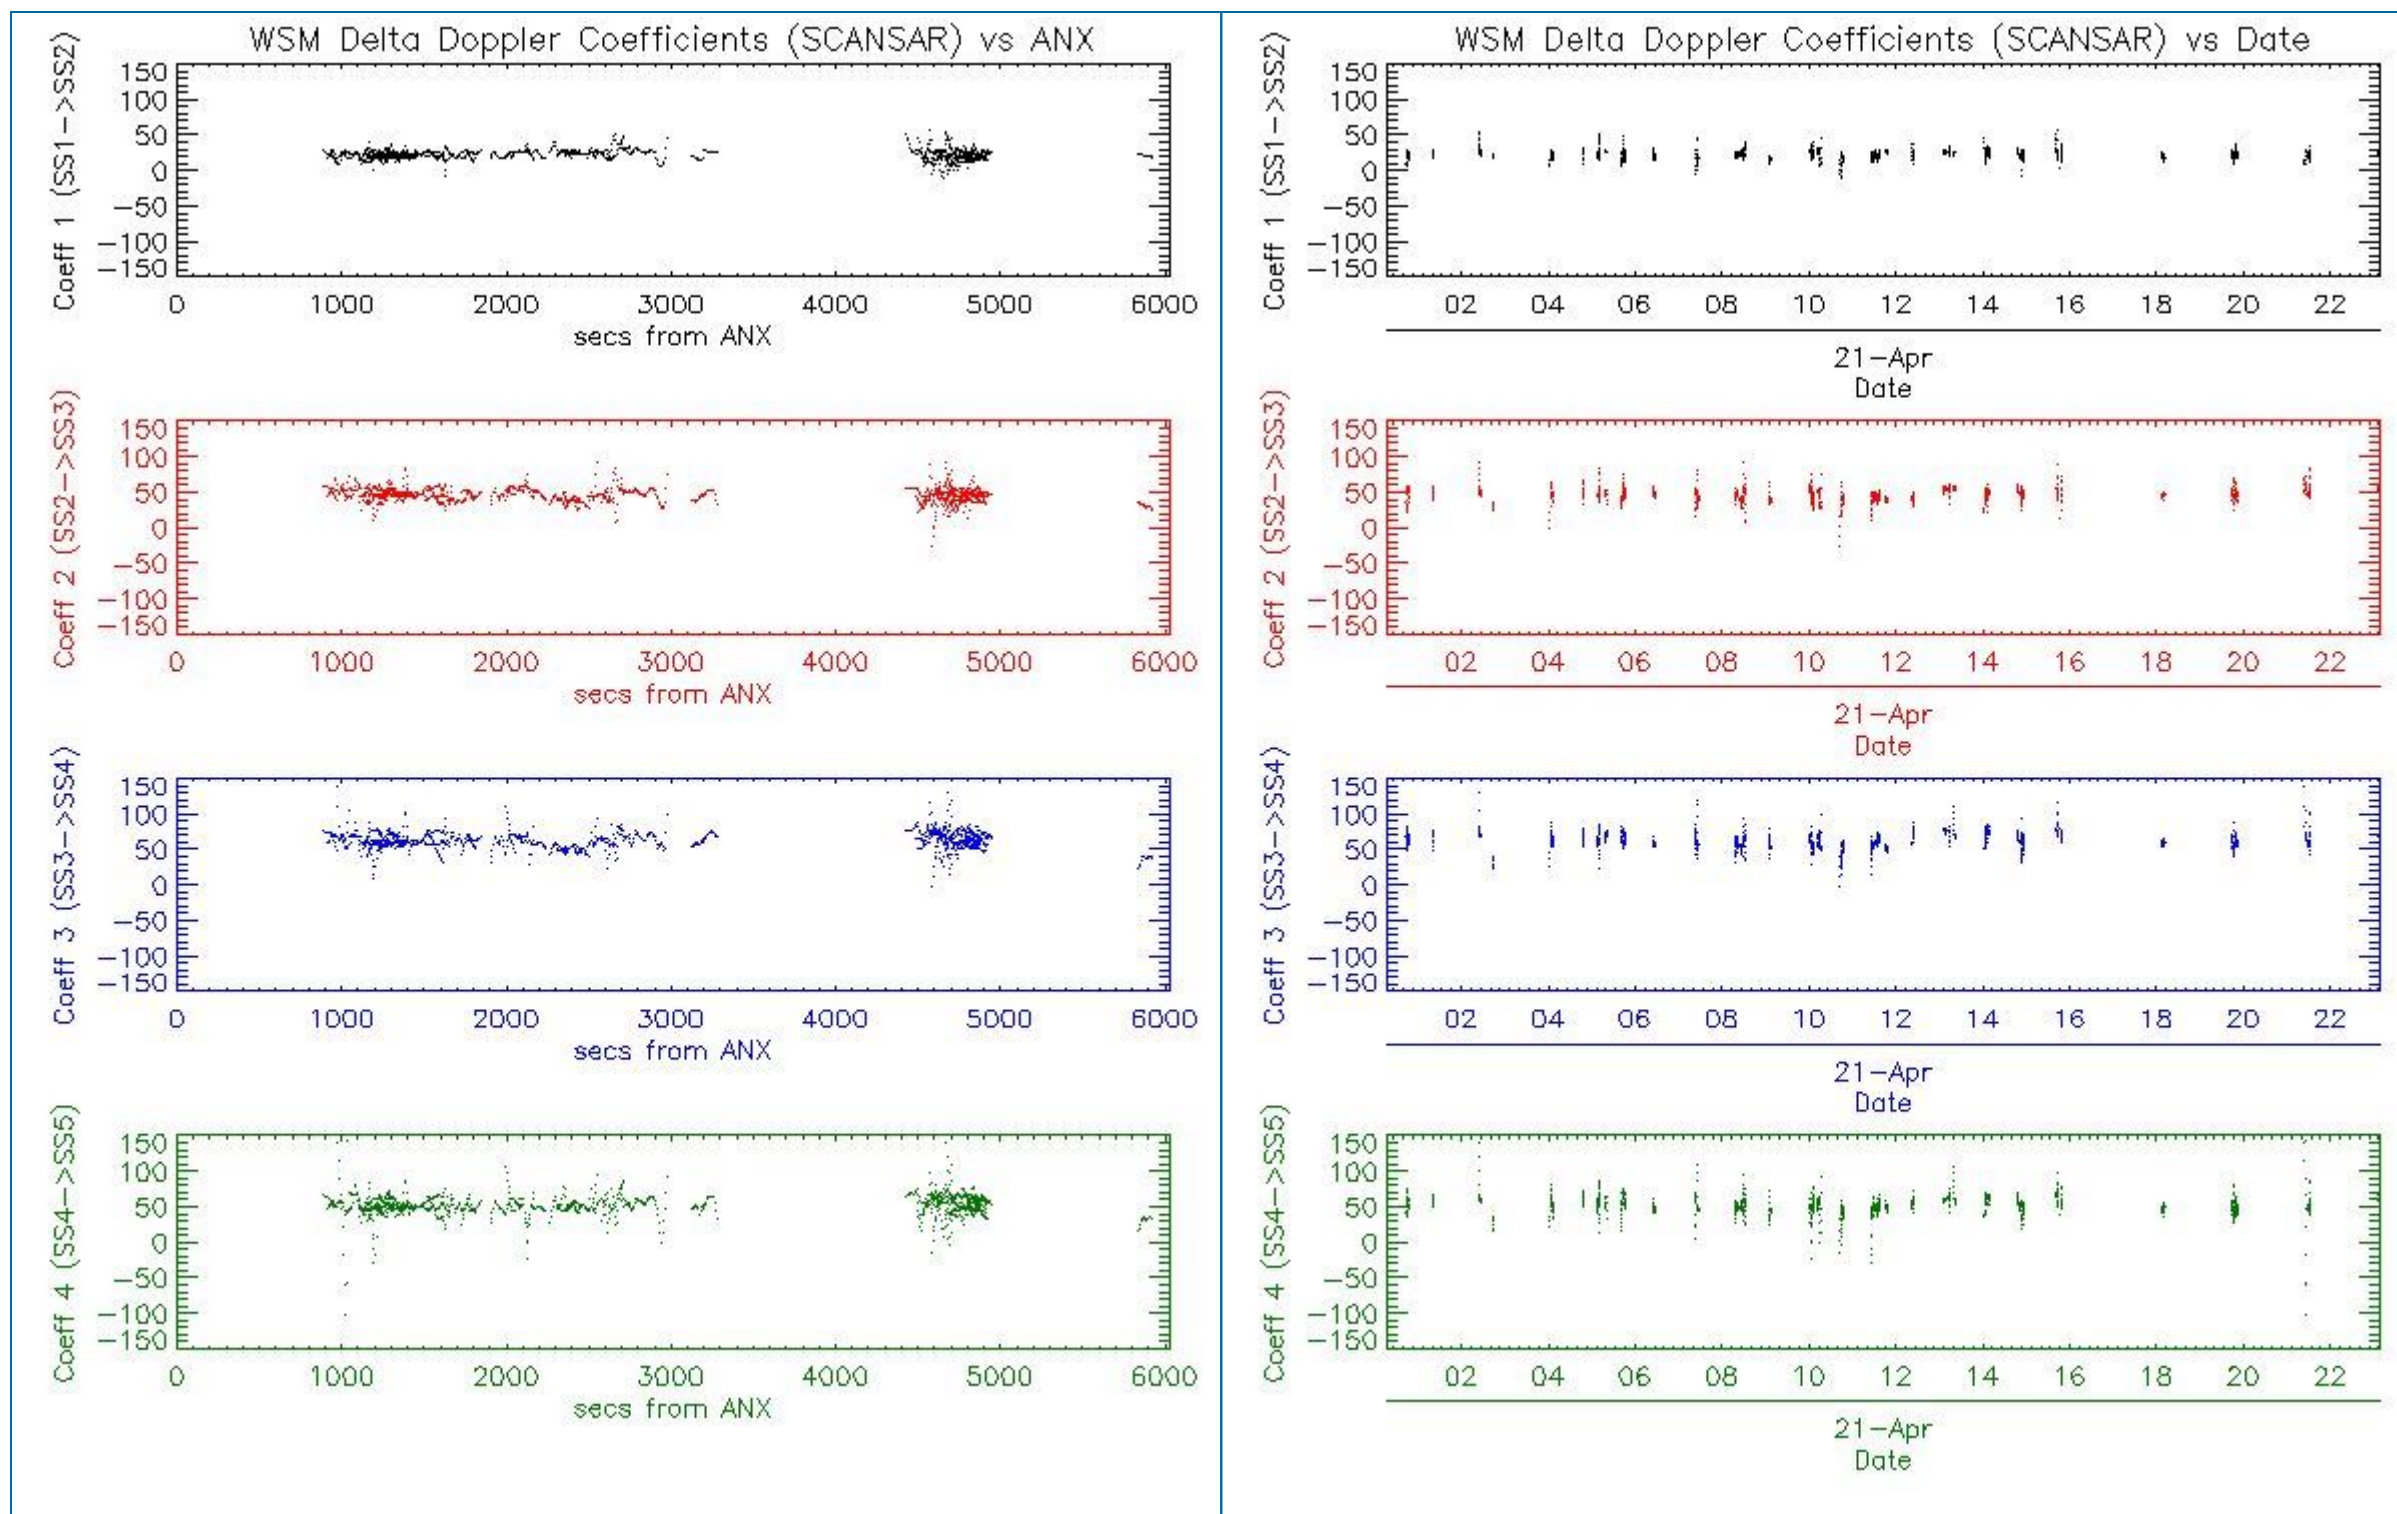 WSM Delta Doppler Coefficients (SCANSAR) vs ANX
Coeff 1 (SS1->SS2)
150
100
50
0
-50
-100
-150
0 1000 2000 3000 4000 5000 6000
secs from ANX
Coeff 2 (SS2->SS3)
150
100
50
0
-50
-100
-150
0 1000 2000 3000 4000 5000 6000
secs from ANX
Coeff 3 (SS3->SS4)
150
100
50
0
-50
-100
-150
0 1000 2000 3000 4000 5000 6000
secs from ANX
Coeff 4 (SS4->SS5)
150
100
50
0
-50
-100
-150
0 1000 2000 3000 4000 5000 6000
secs from ANX
WSM Delta Doppler Coefficients (SCANSAR) vs Date
Coeff 1 (SS1->SS2)
150
100
50
0
-50
-100
-150
02 04 06 08 10 12 14 16 18 20 22
21-Apr
Date
Coeff 2 (SS2->SS3)
150
100
50
0
-50
-100
-150
02 04 06 08 10 12 14 16 18 20 22
21-Apr
Date
Coeff 3 (SS3->SS4)
150
100
50
0
-50
-100
-150
02 04 06 08 10 12 14 16 18 20 22
21-Apr
Date
Coeff 4 (SS4->SS5)
150
100
50
0
-50
-100
-150
02 04 06 08 10 12 14 16 18 20 22
21-Apr
Date